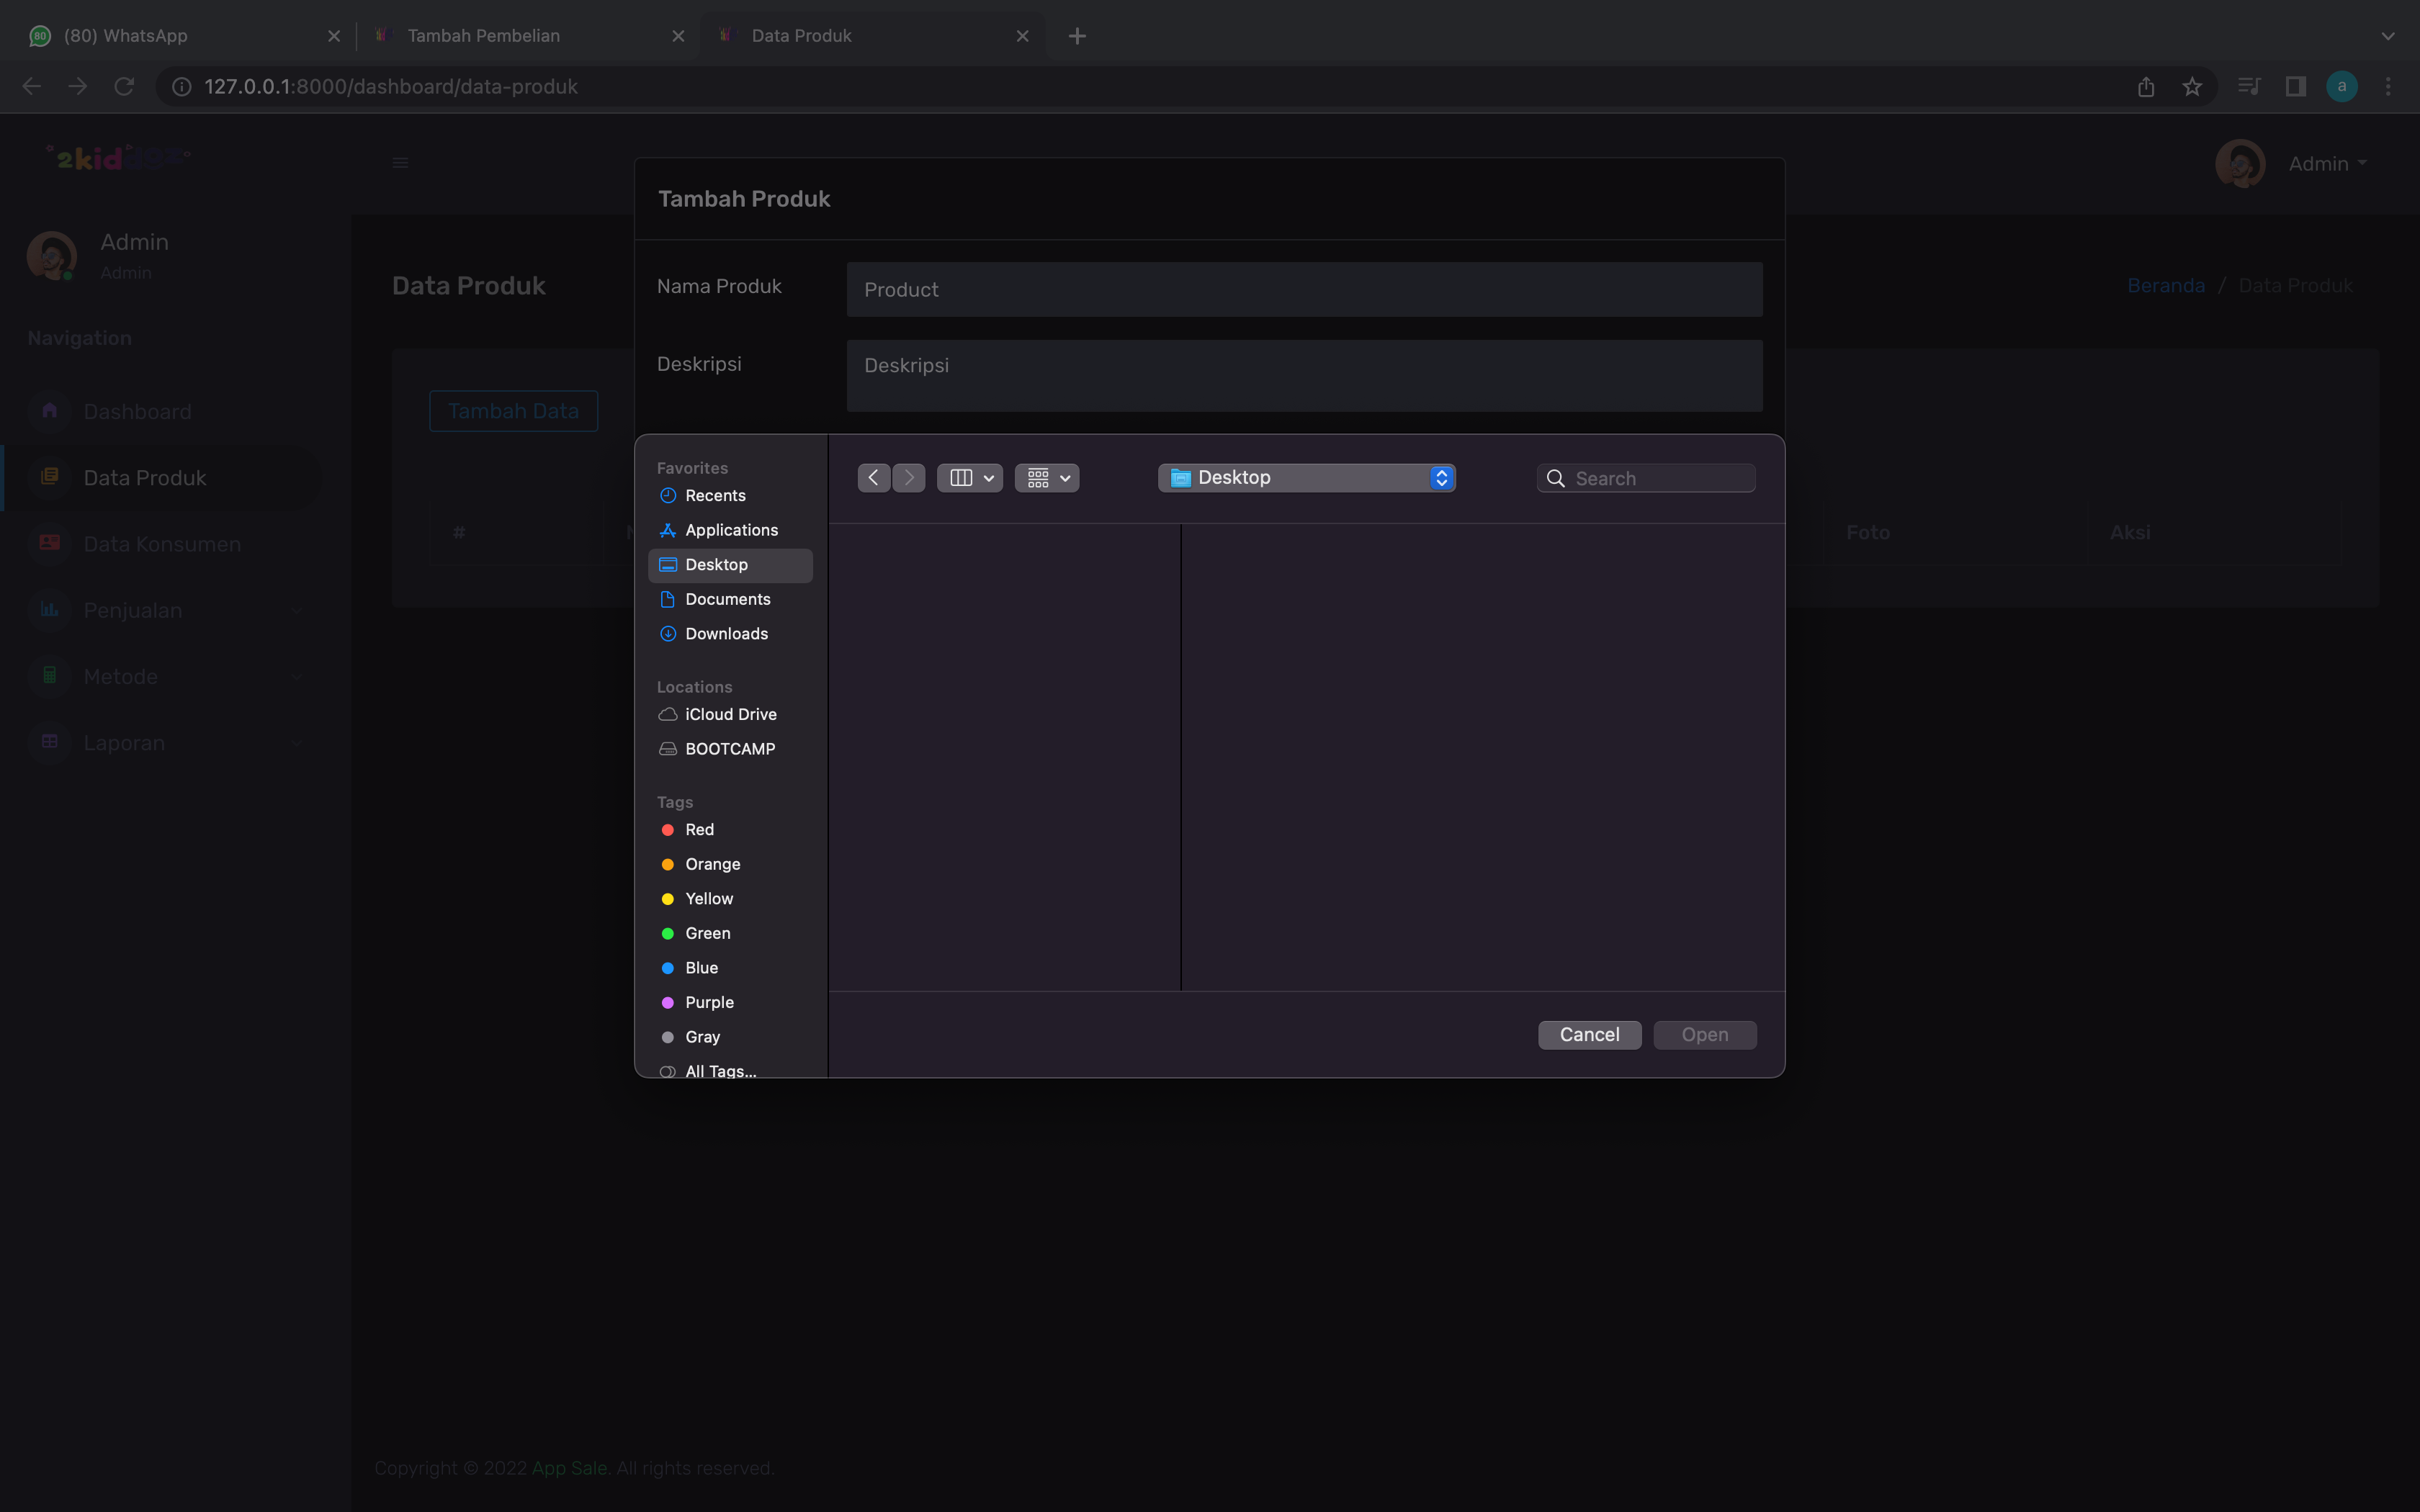 80 (80) WhatsApp
Tambah Pembelian
Data Produk
127.0.0.1:8000/dashboard/data-produk
a
Admin
Admin
Admin
Navigation
Dashboard
Data Produk
Data Konsumen
Penjualan
Metode
Laporan
Data Produk
Beranda / Data Produk
Tambah Data
#
Foto
Aksi
Tambah Produk
Nama Produk
Product
Deskripsi
Deskripsi
Favorites
Recents
Applications
Desktop
Documents
Downloads
Locations
iCloud Drive
BOOTCAMP
Tags
Red
Orange
Yellow
Green
Blue
Purple
Gray
All Tags...
Desktop
Search
Cancel
Open
Copyright © 2022 App Sale. All rights reserved.